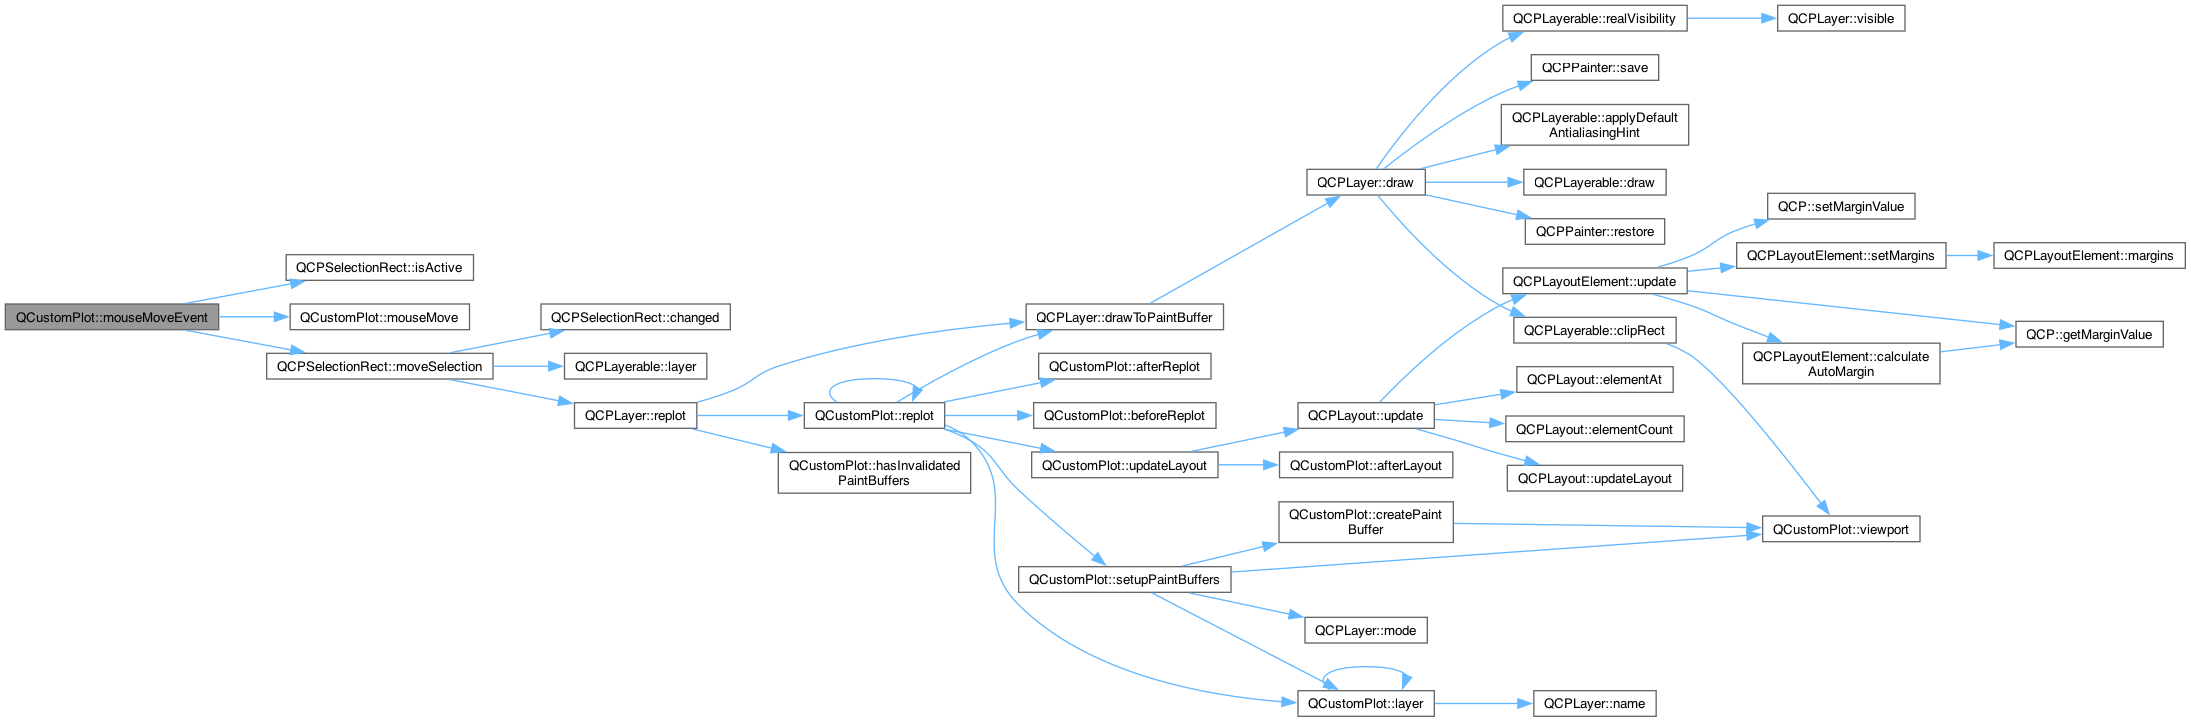 QCustomPlot::mouseMoveEvent
QCPSelectionRect::isActive
QCustomPlot::mouseMove
QCPSelectionRect::moveSelection
QCPSelectionRect::changed
QCPLayerable::layer
QCPLayer::replot
QCPLayer::drawToPaintBuffer
QCustomPlot::replot
QCustomPlot::hasInvalidated
PaintBuffers
QCustomPlot::afterReplot
QCustomPlot::beforeReplot
QCustomPlot::updateLayout
QCustomPlot::setupPaintBuffers
QCPLayer::draw
QCPLayout::update
QCustomPlot::afterLayout
QCustomPlot::createPaint
Buffer
QCPLayer::mode
QCustomPlot::layer
QCPLayerable::realVisibility
QCPPainter::save
QCPLayerable::applyDefault
AntialiasingHint
QCPLayerable::draw
QCPPainter::restore
QCPLayoutElement::update
QCPLayerable::clipRect
QCPLayout::elementAt
QCPLayout::elementCount
QCPLayout::updateLayout
QCPLayer::name
QCPLayer::visible
QCP::setMarginValue
QCPLayoutElement::setMargins
QCPLayoutElement::calculate
AutoMargin
QCustomPlot::viewport
QCPLayoutElement::margins
QCP::getMarginValue